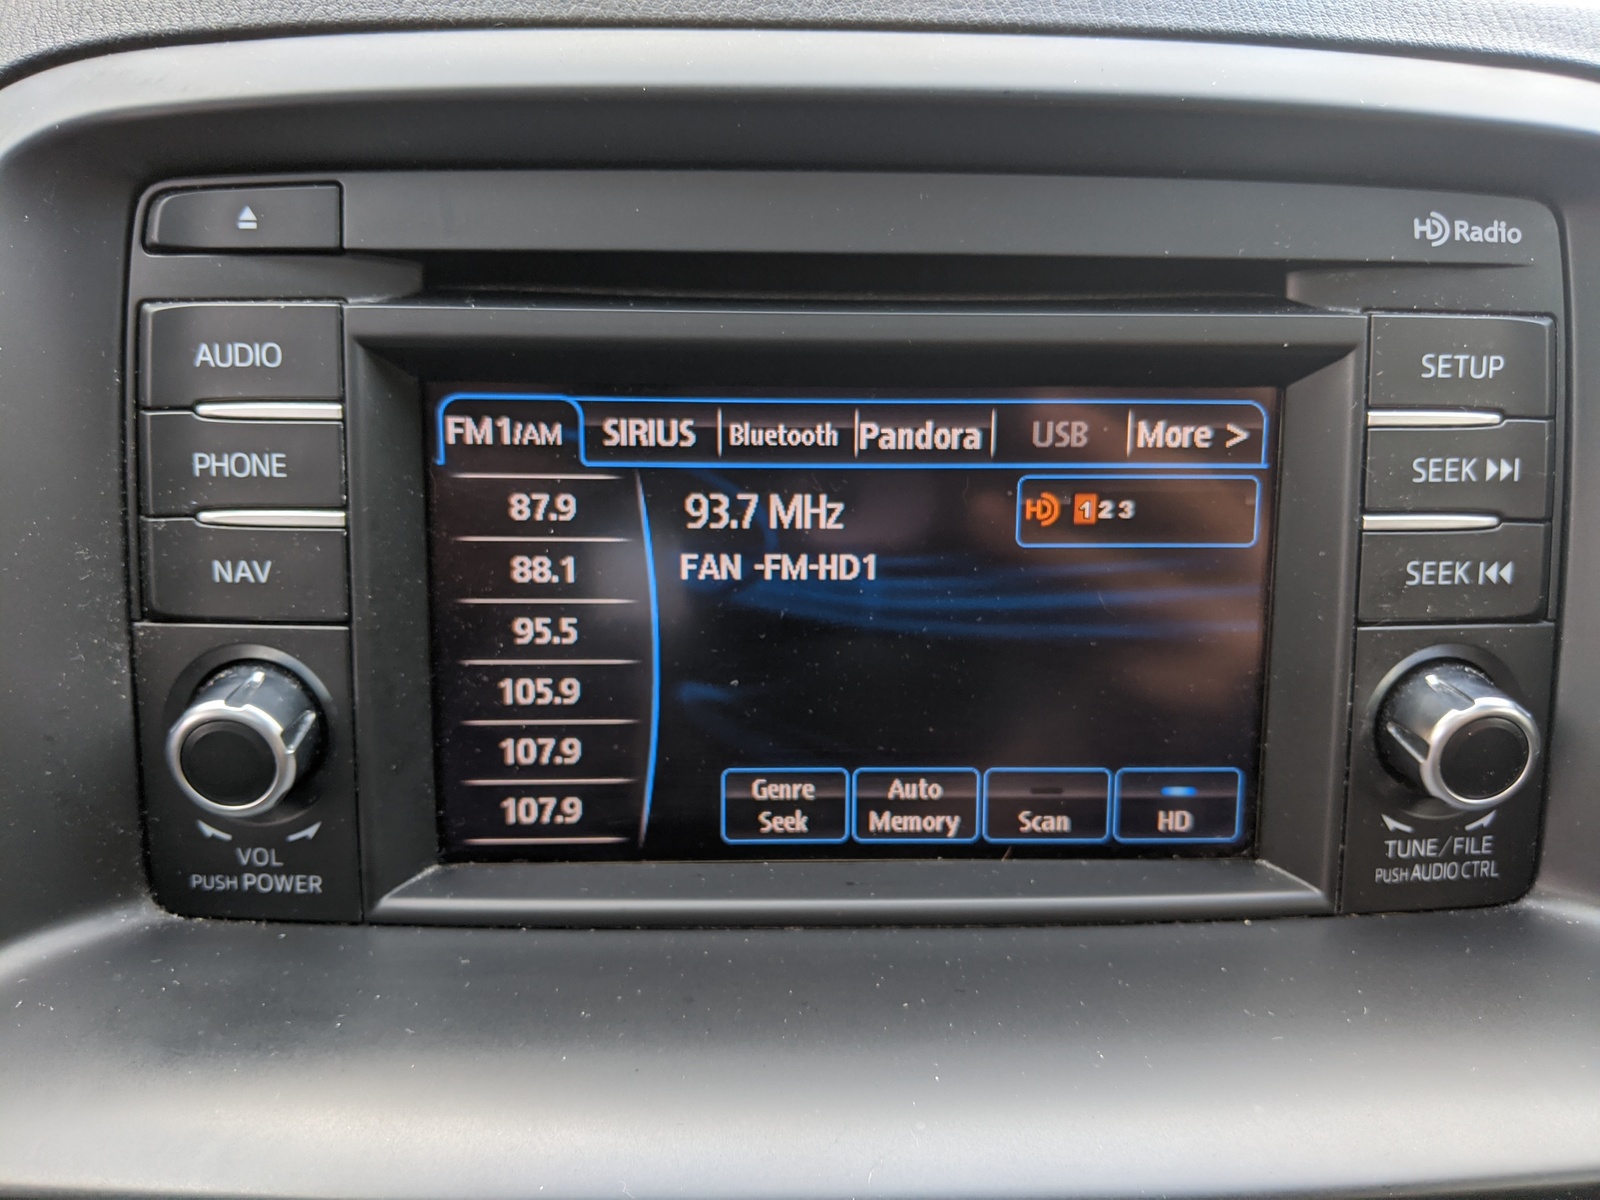 HD Radio
AUDIO
PHONE
NAV
VOL
PUSH POWER
FM1/AM SIRIUS Bluetooth Pandora USB More >
87.9
88.1
95.5
105.9
107.9
107.9
93.7 MHz
HD 1 2 3
FAN -FM-HD1
Genre
Seek
Auto
Memory
Scan
HD
SETUP
SEEK
SEEK
TUNE/FILE
PUSH AUDIO CTRL